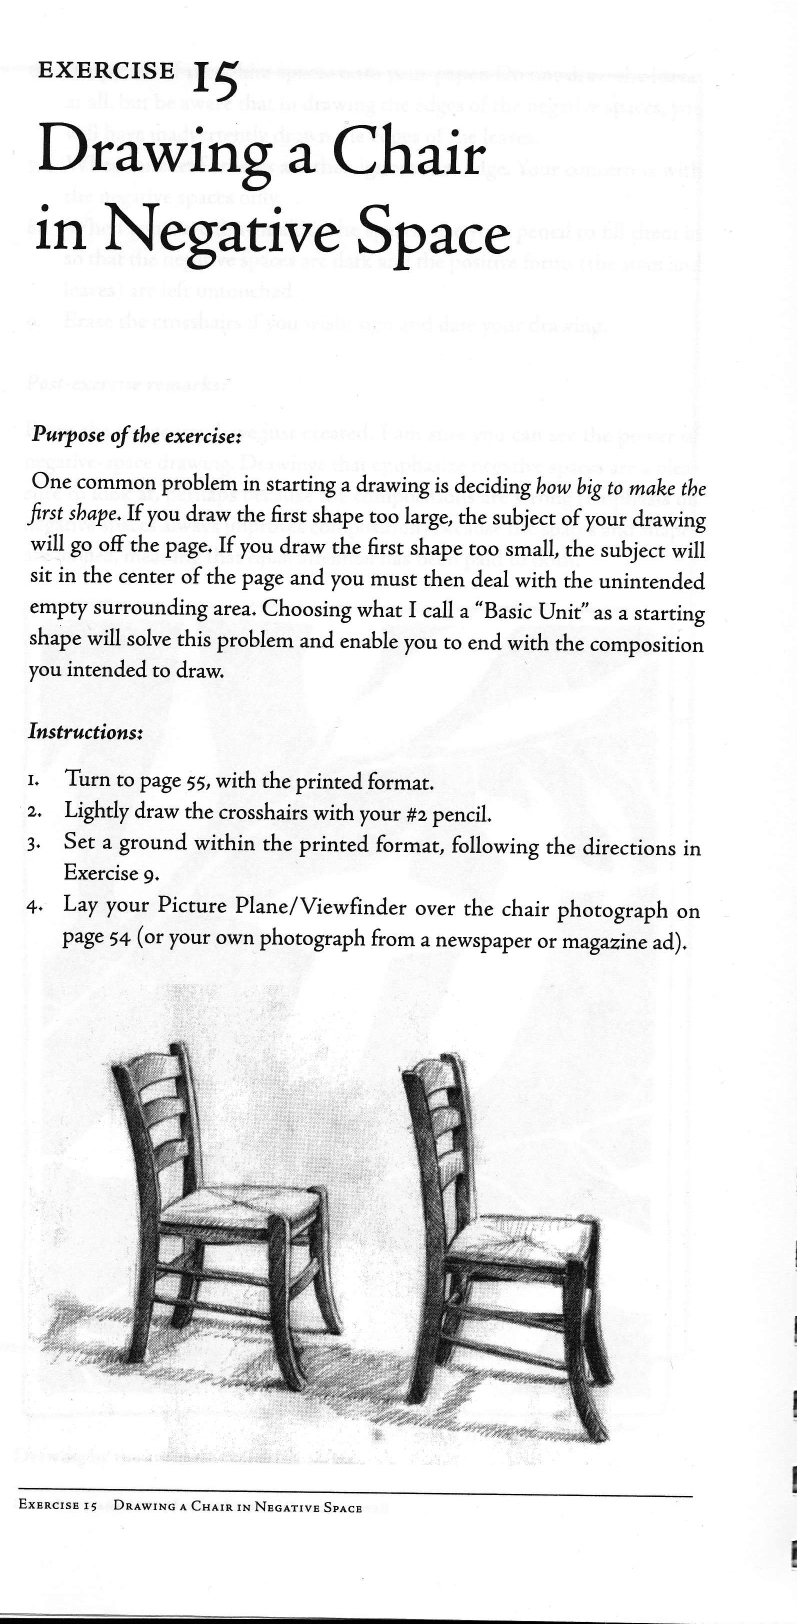 EXERCISE 15
Drawing a Chair
in Negative Space
Purpose of the exercise:
One common problem in starting a drawing is deciding how big to make the
first shape. If you draw the first shape too large, the subject of your drawing
will go off the page. If you draw the first shape too small, the subject will
sit in the center of the page and you must then deal with the unintended
empty surrounding area. Choosing what I call a “Basic Unit” as a starting
shape will solve this problem and enable you to end with the composition
you intended to draw.
Instructions:
1. Turn to page 55, with the printed format.
2. Lightly draw the crosshairs with your #2 pencil.
3. Set a ground within the printed format, following the directions in
Exercise 9.
4. Lay your Picture Plane/Viewfinder over the chair photograph on
page 54 (or your own photograph from a newspaper or magazine ad).
EXERCISE 15 DRAWING A CHAIR IN NEGATIVE SPACE